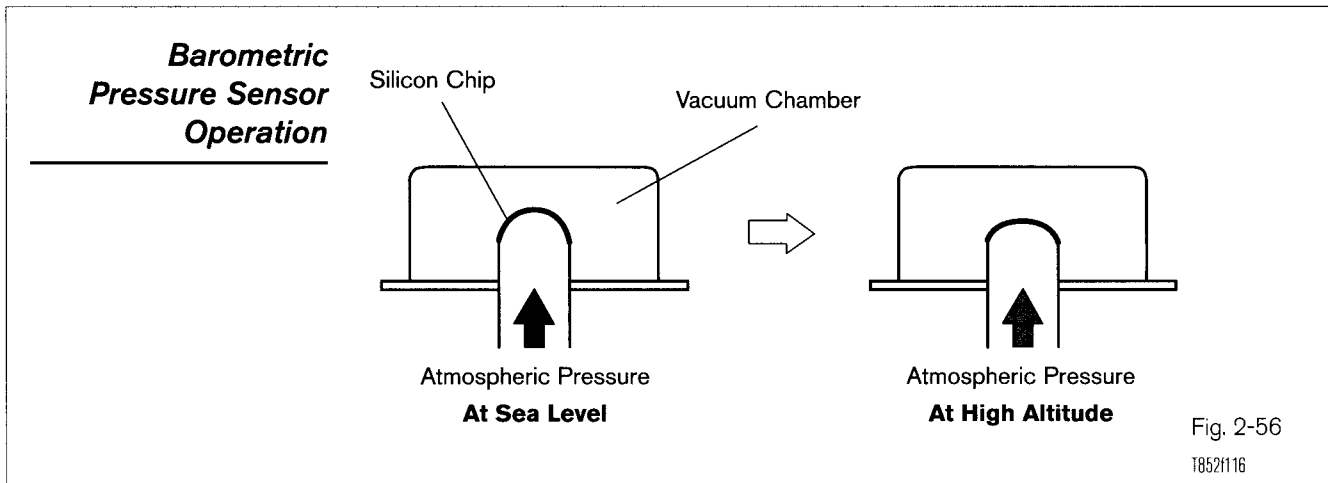 Barometric
Pressure Sensor
Operation
Silicon Chip
Vacuum Chamber
Atmospheric Pressure
At Sea Level
Atmospheric Pressure
At High Altitude
Fig. 2-56
T852f116